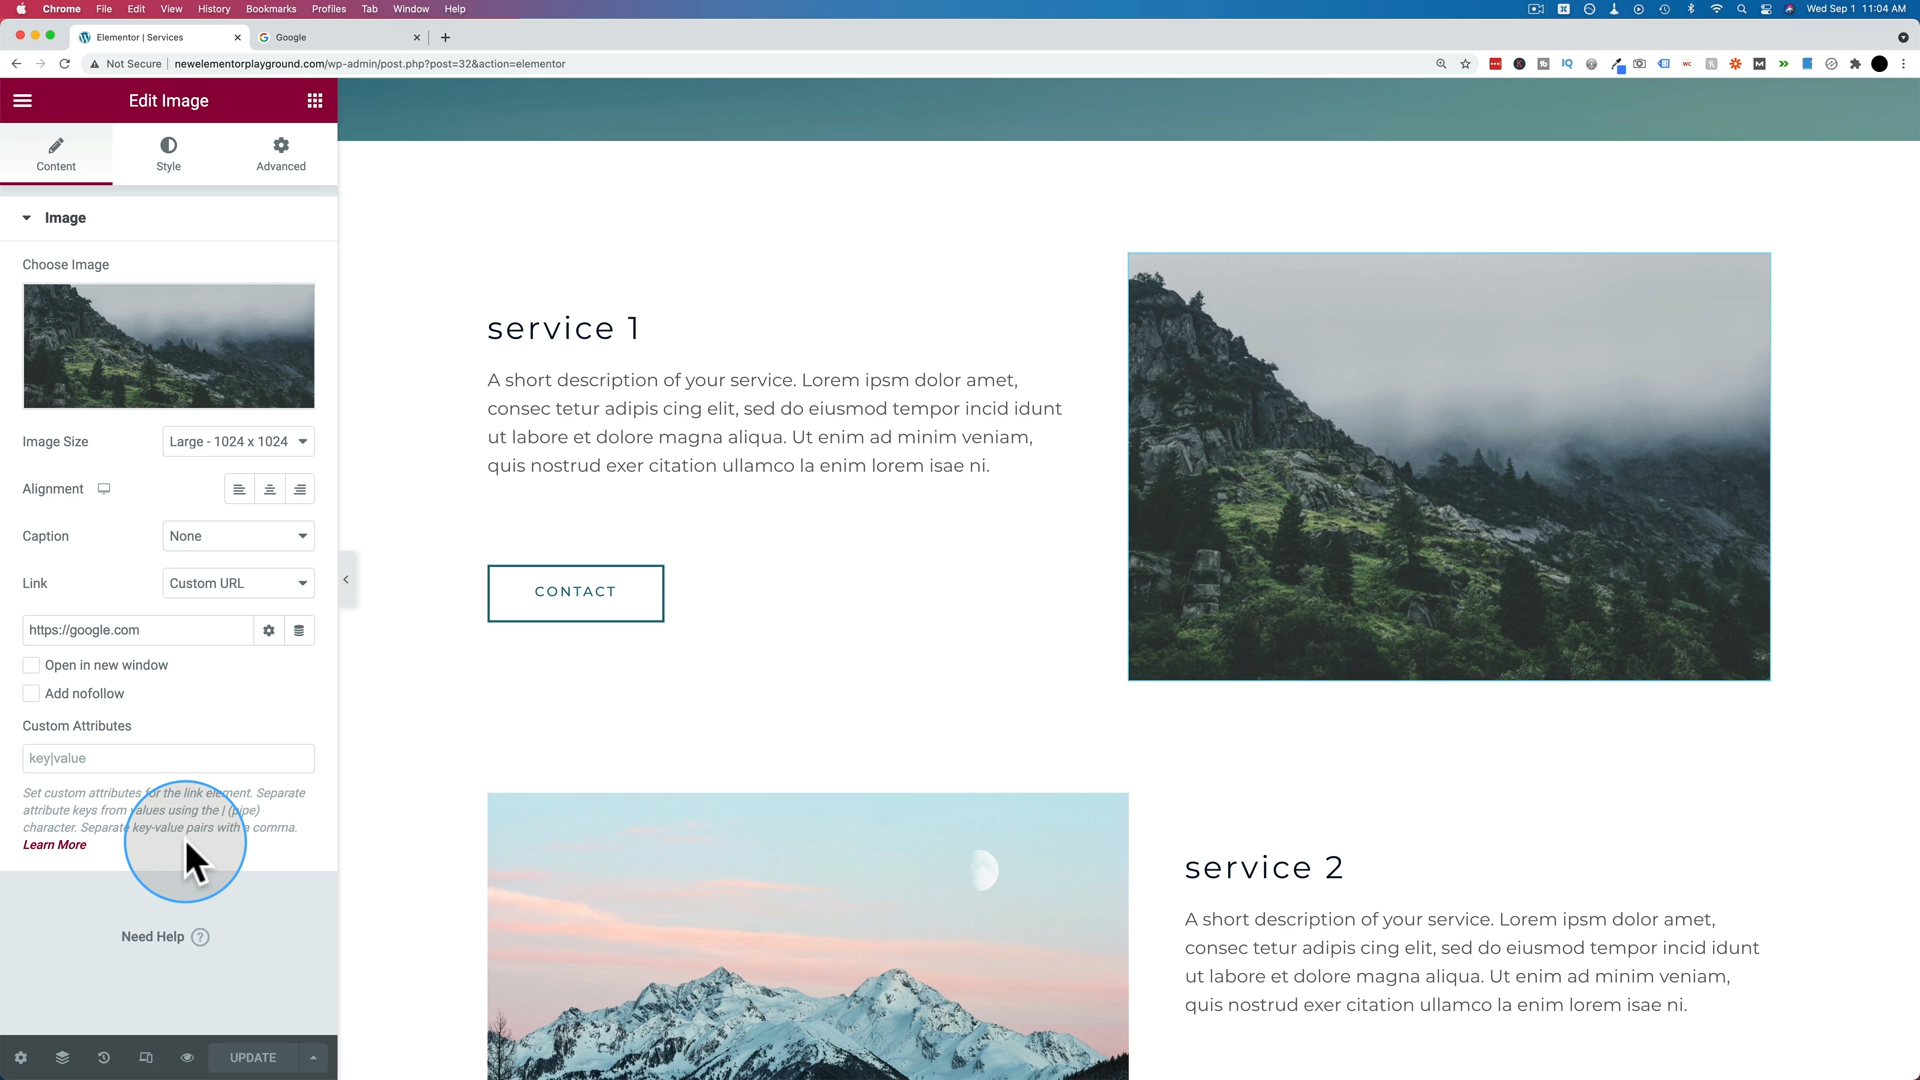 Chrome File Edit View History Bookmarks Profiles Tab Window Help
Wed Sep 1 11:04 AM
Elementor | Services
Google
Not Secure | newelementorplayground.com/wp-admin/post.php?post=32&action=elementor
Edit Image
Content
Style
Advanced
Image
Choose Image
Image Size
Large - 1024 x 1024
Alignment
Caption
None
Link
Custom URL
https://google.com
Open in new window
Add nofollow
Custom Attributes
key|value
Set custom attributes for the link element. Separate
attribute keys from values using the | (pipe)
character. Separate key-value pairs with a comma.
Learn More
Need Help ?
UPDATE
service 1
A short description of your service. Lorem ipsm dolor amet,
consec tetur adipis cing elit, sed do eiusmod tempor incid idunt
ut labore et dolore magna aliqua. Ut enim ad minim veniam,
quis nostrud exer citation ullamco la enim lorem isae ni.
CONTACT
service 2
A short description of your service. Lorem ipsm dolor amet,
consec tetur adipis cing elit, sed do eiusmod tempor incid idunt
ut labore et dolore magna aliqua. Ut enim ad minim veniam,
quis nostrud exer citation ullamco la enim lorem isae ni.